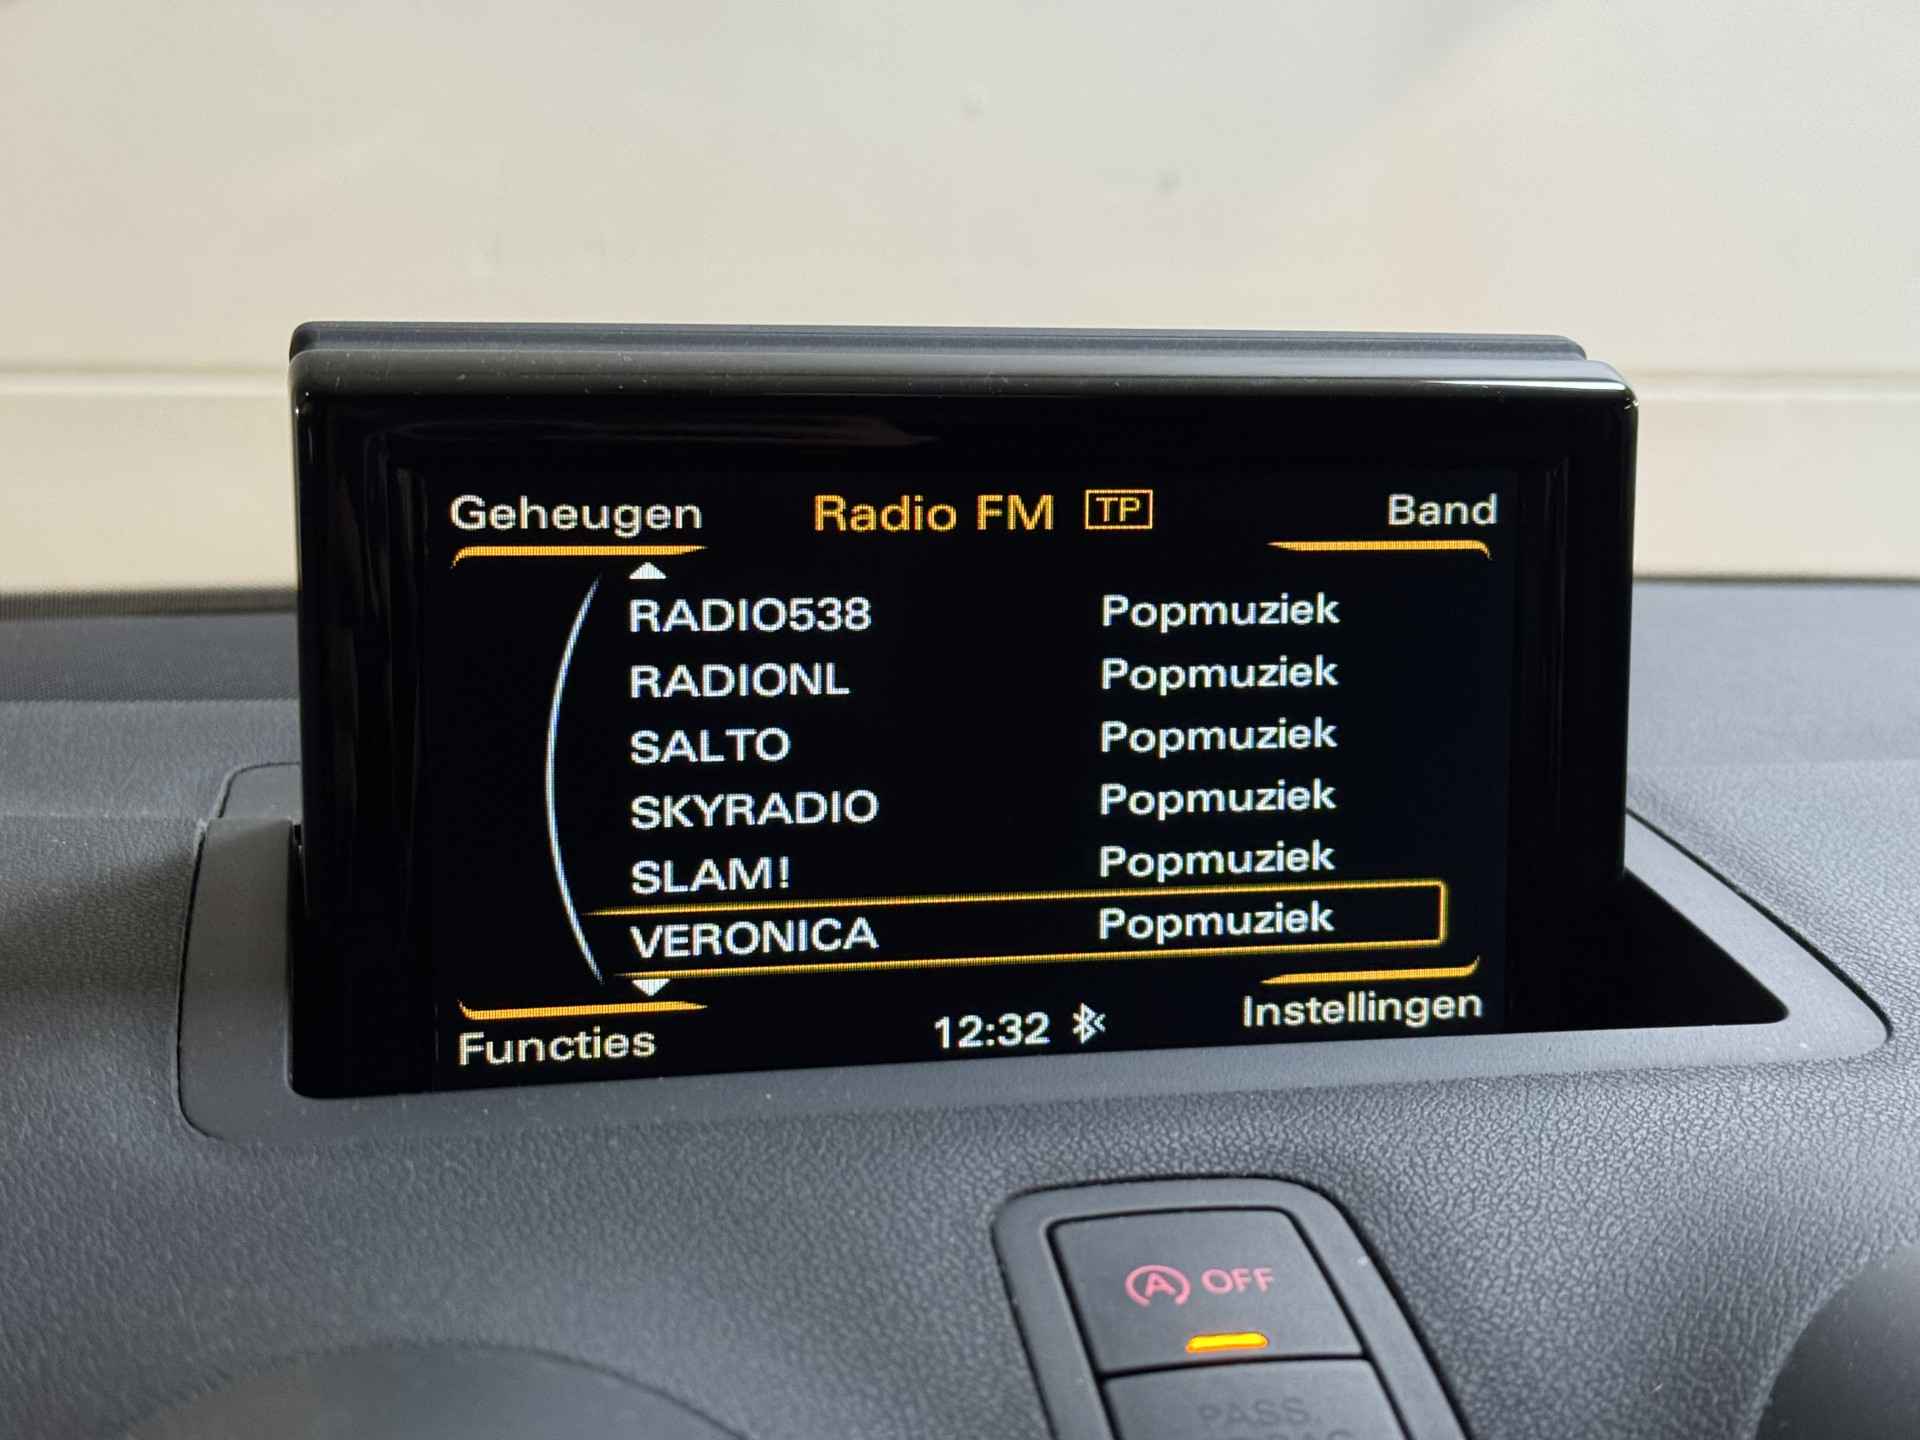 Geheugen Radio FM TP Band
RADIO538 Popmuziek
RADIONL Popmuziek
SALTO Popmuziek
SKYRADIO Popmuziek
SLAM! Popmuziek
VERONICA Popmuziek
Functies 12:32 Instellingen
A OFF
PASS.